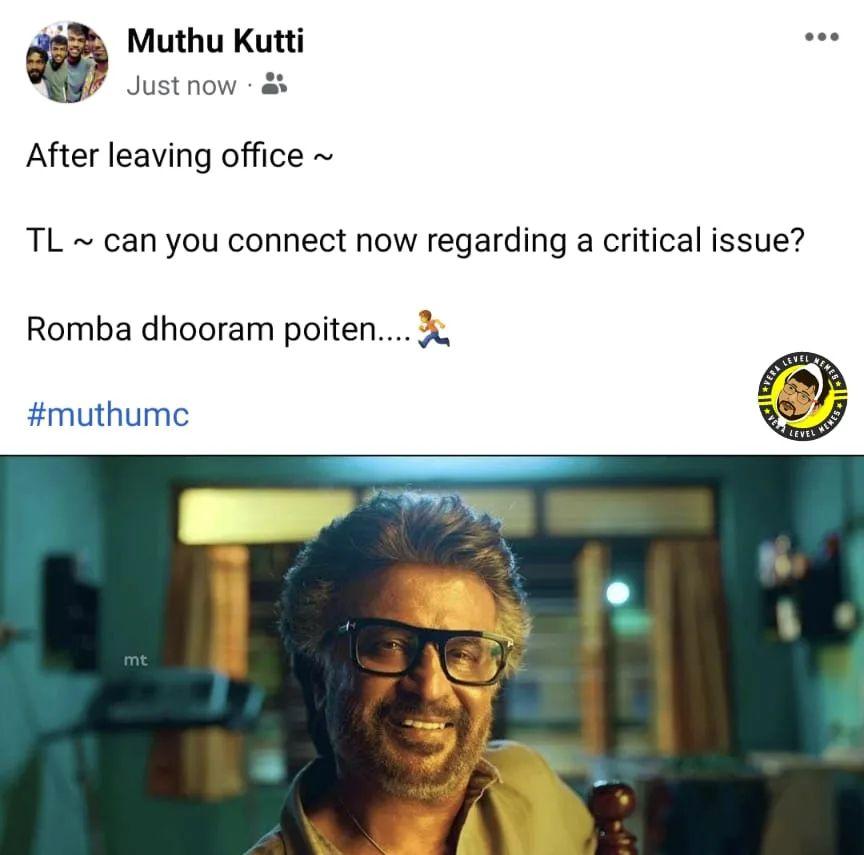 Muthu Kutti
Just now ·
After leaving office ~
TL ~ can you connect now regarding a critical issue?
Romba dhooram poiten....🏃
#muthumc
VERA LEVEL MEMES
VERA LEVEL MEMES
mt